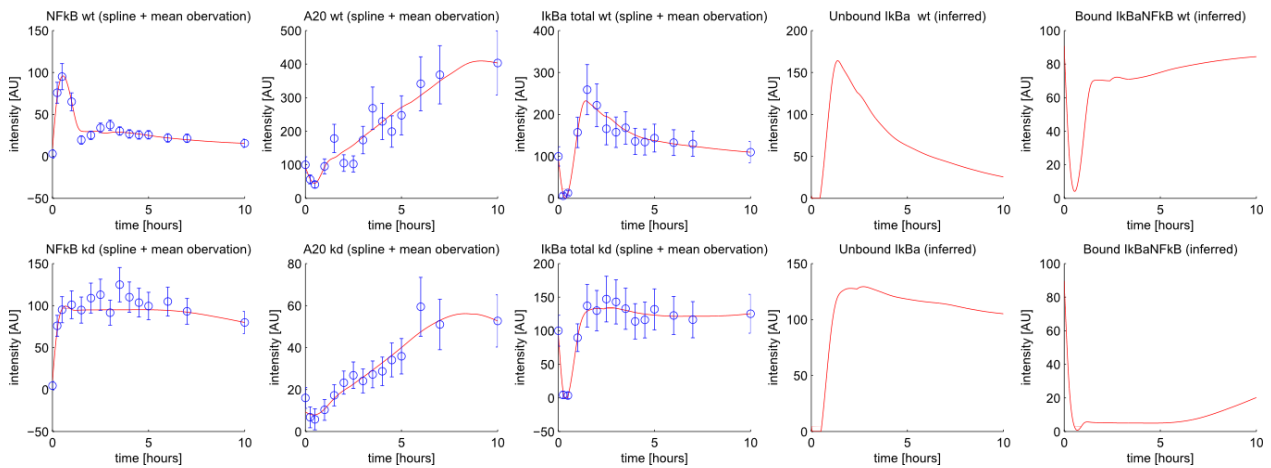 NFkB wt (spline + mean obervation)
A20 wt (spline + mean obervation)
IkBa total wt (spline + mean obervation)
Unbound IkBa  wt (inferred)
Bound IkBaNFkB wt (inferred)
intensity [AU]
150
100
50
0
−50
0
5
10
time [hours]
intensity [AU]
500
400
300
200
100
0
0
5
10
time [hours]
intensity [AU]
400
300
200
100
0
0
5
10
time [hours]
intensity [AU]
200
150
100
50
0
0
5
10
time [hours]
intensity [AU]
100
80
60
40
20
0
0
5
10
time [hours]
NFkB kd (spline + mean obervation)
A20 kd (spline + mean obervation)
IkBa total kd (spline + mean obervation)
Unbound IkBa (inferred)
Bound IkBaNFkB (inferred)
intensity [AU]
150
100
50
0
−50
0
5
10
time [hours]
intensity [AU]
80
60
40
20
0
0
5
10
time [hours]
intensity [AU]
250
200
150
100
50
0
0
5
10
time [hours]
intensity [AU]
150
100
50
0
0
5
10
time [hours]
intensity [AU]
100
80
60
40
20
0
0
5
10
time [hours]